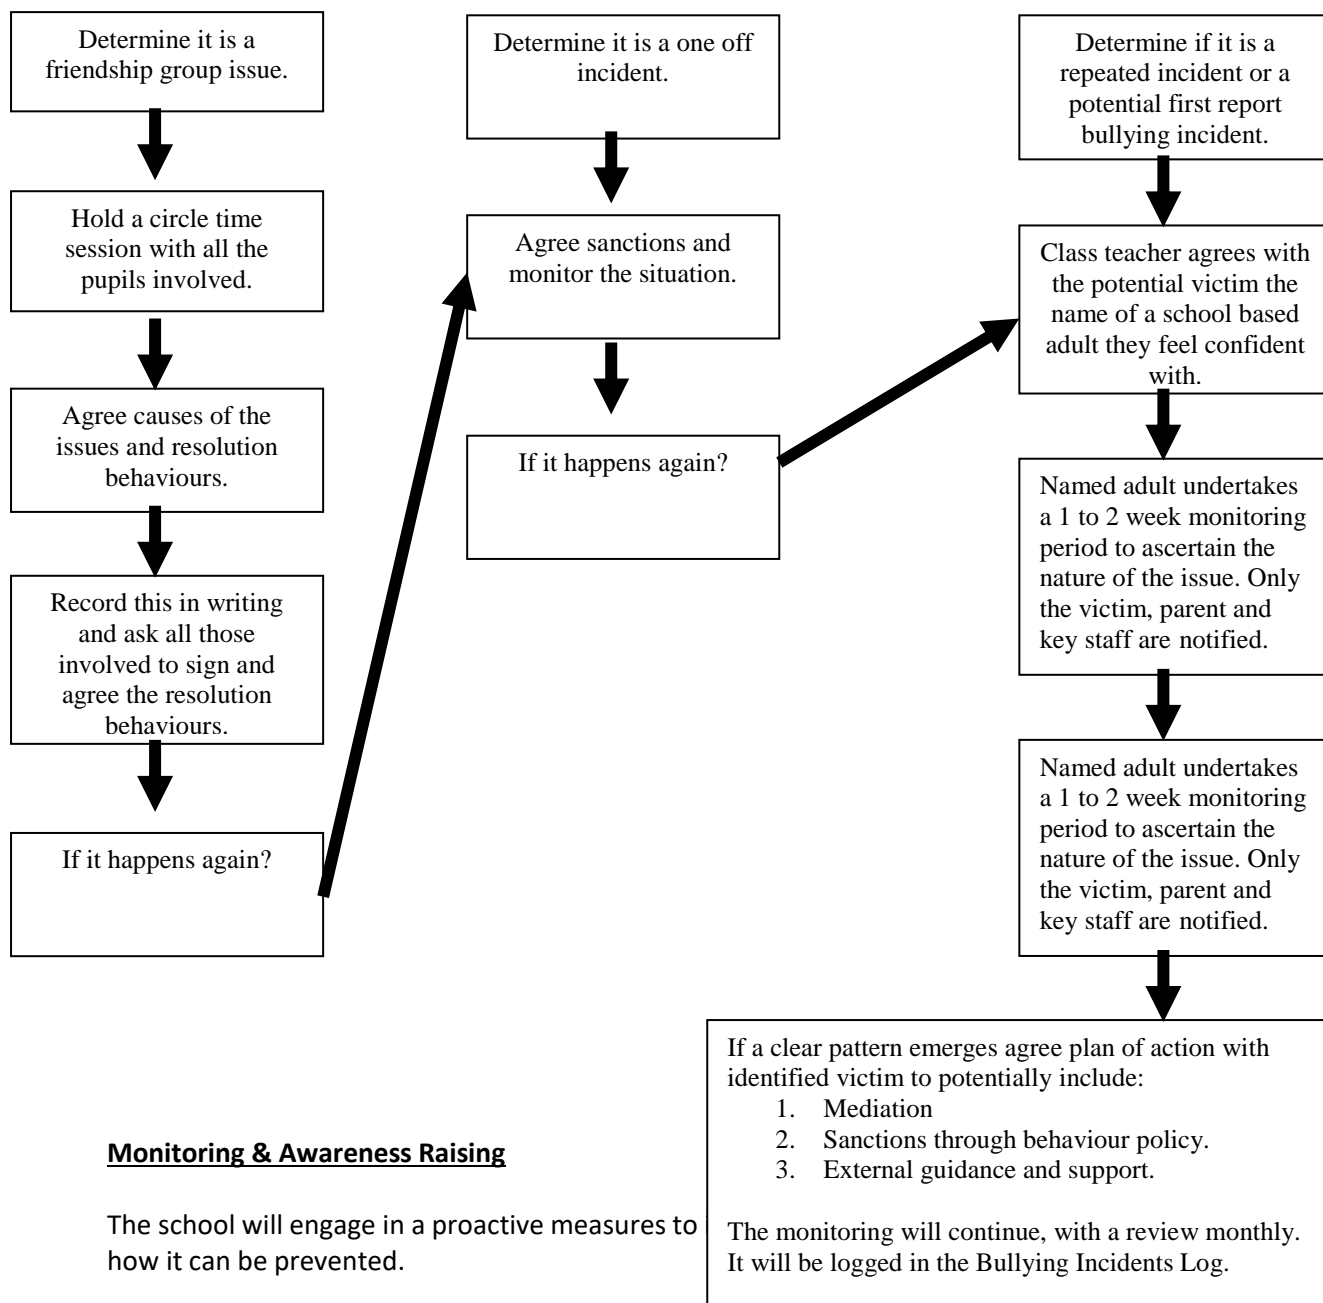 Determine it is a
friendship group issue.
Hold a circle time
session with all the
pupils involved.
Agree causes of the
issues and resolution
behaviours.
Record this in writing
and ask all those
involved to sign and
agree the resolution
behaviours.
If it happens again?
Determine it is a one off
incident.
Agree sanctions and
monitor the situation.
If it happens again?
Determine if it is a
repeated incident or a
potential first report
bullying incident.
Class teacher agrees with
the potential victim the
name of a school based
adult they feel confident
with.
Named adult undertakes
a 1 to 2 week monitoring
period to ascertain the
nature of the issue. Only
the victim, parent and
key staff are notified.
Named adult undertakes
a 1 to 2 week monitoring
period to ascertain the
nature of the issue. Only
the victim, parent and
key staff are notified.
If a clear pattern emerges agree plan of action with
identified victim to potentially include:
1. Mediation
2. Sanctions through behaviour policy.
3. External guidance and support.
The monitoring will continue, with a review monthly.
It will be logged in the Bullying Incidents Log.
Monitoring & Awareness Raising
The school will engage in a proactive measures to
how it can be prevented.